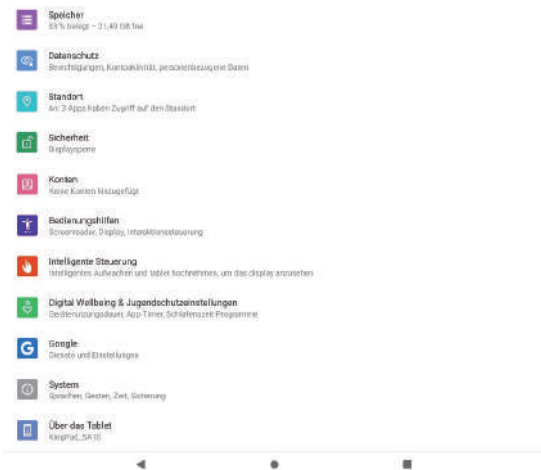 Speicher
33 % belegt – 21,49 GB frei
Datenschutz
Berechtigungen, Kontoaktivität, personenbezogene Daten
Standort
An: 3 Apps haben Zugriff auf den Standort
Sicherheit
Displaysperre
Konten
Keine Konten hinzugefügt
Bedienungshilfen
Screenreader, Display, Interaktionssteuerung
Intelligente Steuerung
Intelligentes Aufwachen und tablet hochnehmen, um das display anzusehen
Digital Wellbeing & Jugendschutzeinstellungen
Gerätenutzungsdauer, App-Timer, Schlafenszeit-Programme
Google
Dienste und Einstellungen
System
Sprachen, Gesten, Zeit, Sicherung
Über das Tablet
KingPad_SA10